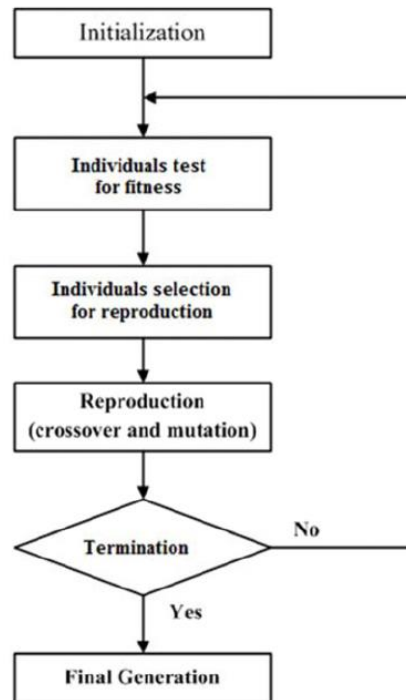 Initialization
Individuals test
for fitness
Individuals selection
for reproduction
Reproduction
(crossover and mutation)
Termination
No
Yes
Final Generation